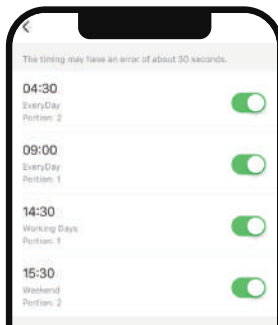 The timing may have an error of about 30 seconds.
04:30
EveryDay
Portion: 2
09:00
EveryDay
Portion: 1
14:30
Working Days
Portion: 1
15:30
Weekend
Portion: 2